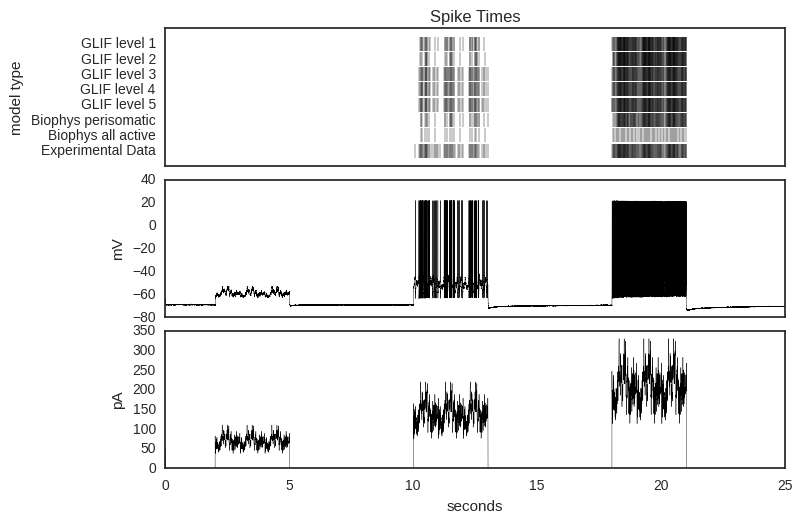 Spike Times
model type
GLIF level 1
GLIF level 2
GLIF level 3
GLIF level 4
GLIF level 5
Biophys perisomatic
Biophys all active
Experimental Data
mV
40
20
0
−20
−40
−60
−80
pA
350
300
250
200
150
100
50
0
0 5 10 15 20 25
seconds